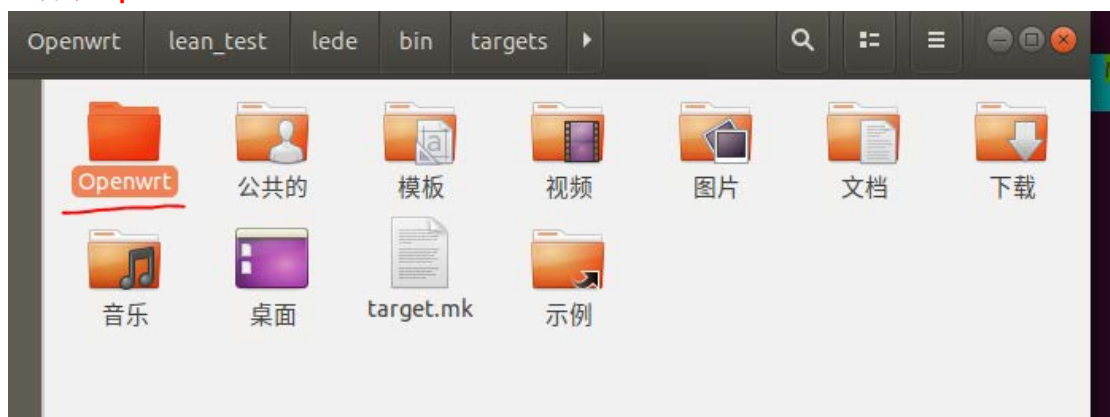 Openwrt lean_test lede bin targets
Openwrt 公共的 模板 视频 图片 文档 下载
音乐 桌面 target.mk 示例